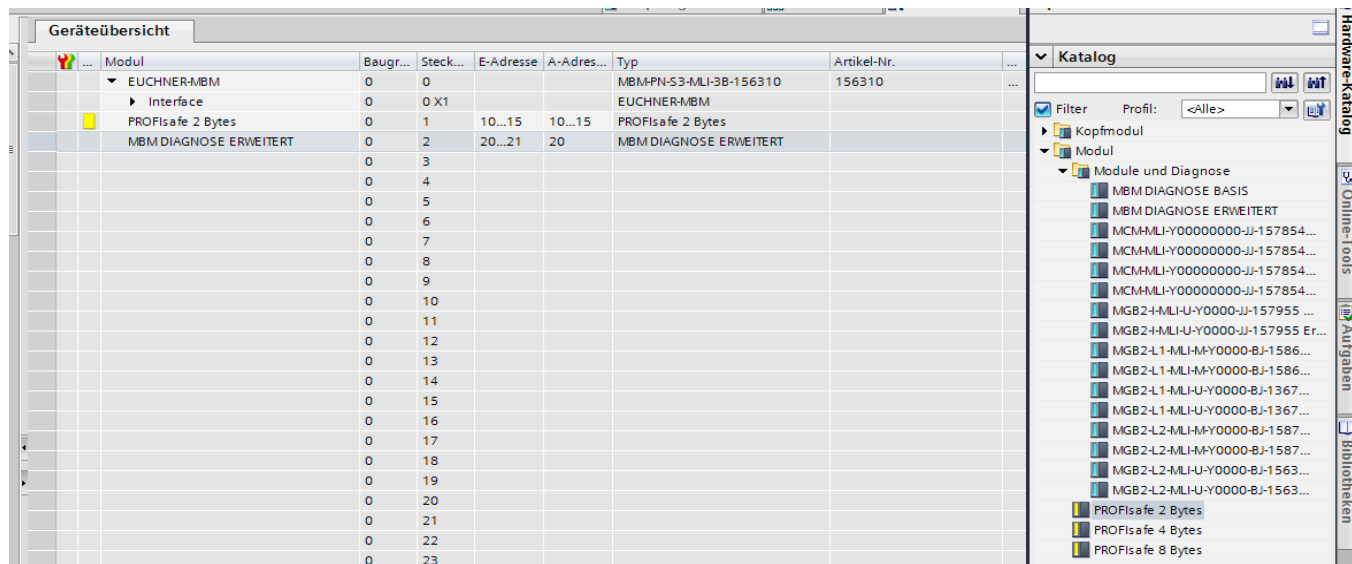 Geräteübersicht
... Modul Baugr... Steck... E-Adresse A-Adres... Typ Artikel-Nr. ...
EUCHNER-MBM 0 0 MBM-PN-S3-MLI-3B-156310 156310 ...
Interface 0 0 X1 EUCHNER-MBM
PROFIsafe 2 Bytes 0 1 10...15 10...15 PROFIsafe 2 Bytes
MBM DIAGNOSE ERWEITERT 0 2 20...21 20 MBM DIAGNOSE ERWEITERT
0 3
0 4
0 5
0 6
0 7
0 8
0 9
0 10
0 11
0 12
0 13
0 14
0 15
0 16
0 17
0 18
0 19
0 20
0 21
0 22
0 23
Katalog
Filter Profil: <Alle>
Kopfmodul
Modul
Module und Diagnose
MBM DIAGNOSE BASIS
MBM DIAGNOSE ERWEITERT
MCM-MLI-Y00000000-JJ-157854...
MCM-MLI-Y00000000-JJ-157854...
MCM-MLI-Y00000000-JJ-157854...
MCM-MLI-Y00000000-JJ-157854...
MGB2-I-MLI-U-Y0000-JJ-157955 ...
MGB2-I-MLI-U-Y0000-JJ-157955 Er...
MGB2-L1-MLI-M-Y0000-BJ-1586...
MGB2-L1-MLI-M-Y0000-BJ-1586...
MGB2-L1-MLI-U-Y0000-BJ-1367...
MGB2-L1-MLI-U-Y0000-BJ-1367...
MGB2-L2-MLI-M-Y0000-BJ-1587...
MGB2-L2-MLI-M-Y0000-BJ-1587...
MGB2-L2-MLI-U-Y0000-BJ-1563...
MGB2-L2-MLI-U-Y0000-BJ-1563...
PROFIsafe 2 Bytes
PROFIsafe 4 Bytes
PROFIsafe 8 Bytes
Hardware-Katalog
Online-Tools
Aufgaben
Bibliotheken